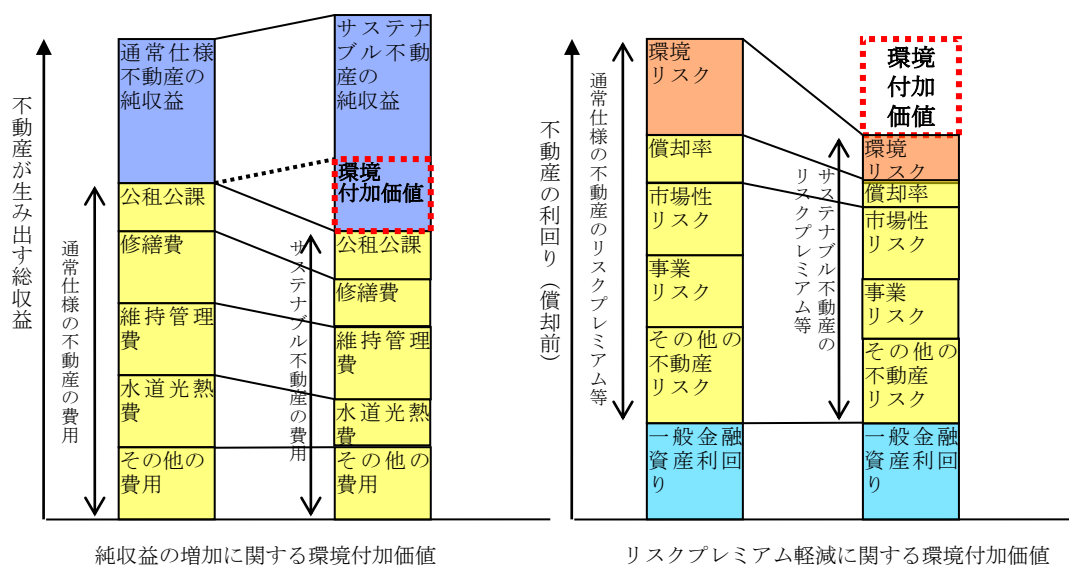 不動産が生み出す総収益
通常仕様の不動産の費用
通常仕様
不動産の
純収益
公租公課
修繕費
維持管理
費
水道光熱
費
その他の
費用
サステナブル不動産の費用
サステナ
ブル不動
産の
純収益
環境
付加価値
公租公課
修繕費
維持管理
費
水道光熱
費
その他の
費用
純収益の増加に関する環境付加価値
不動産の利回り（償却前）
通常仕様の不動産のリスクプレミアム等
環境
リスク
償却率
市場性
リスク
事業
リスク
その他の
不動産
リスク
一般金融
資産利回
り
サステナブル不動産の
リスクプレミアム等
環境
付加
価値
環境
リスク
償却率
市場性
リスク
事業
リスク
その他の
不動産
リスク
一般金融
資産利回
り
リスクプレミアム軽減に関する環境付加価値